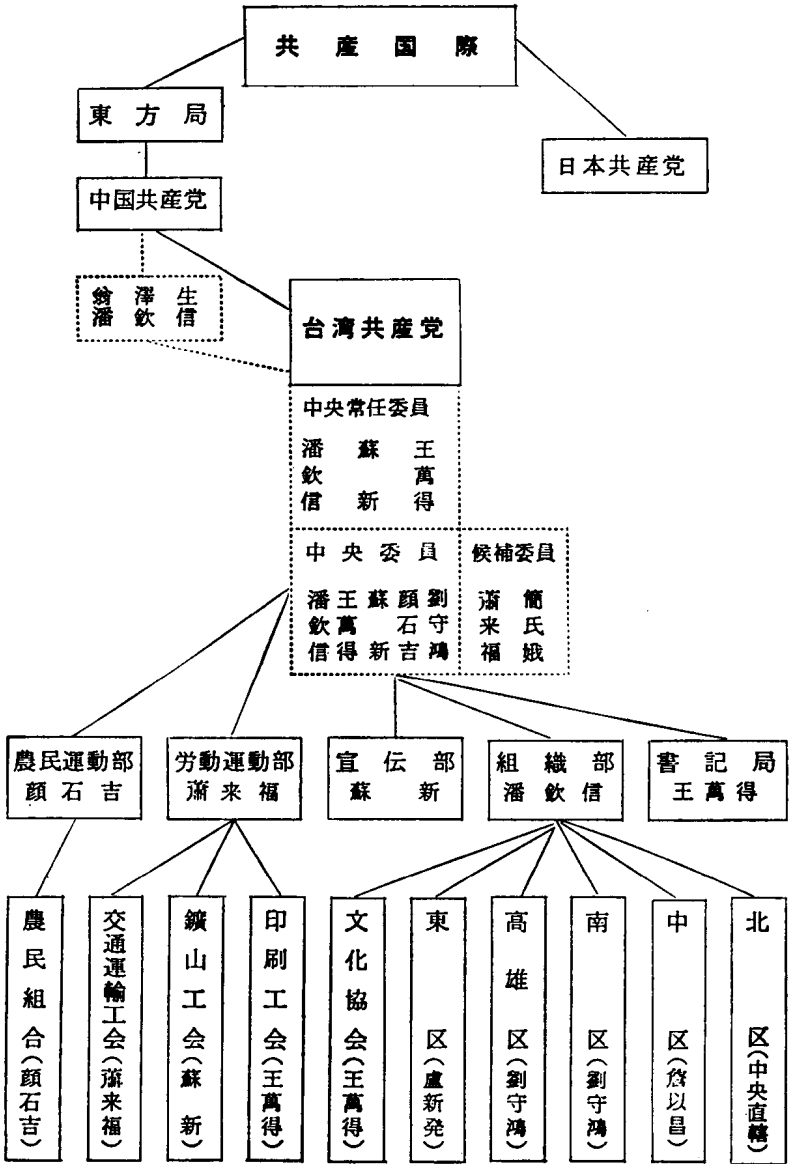 共産国際
東方局
日本共産党
中国共産党
翁澤生
潘欽信
台湾共産党
中央常任委員
潘欽信
蘇新
王萬得
中央委員
潘欽信
王萬得
蘇新
顔石吉
劉守鴻
候補委員
蕭来福
簡氏娥
農民運動部
顔石吉
労動運動部
蕭来福
宣伝部
蘇新
組織部
潘欽信
書記局
王萬得
農民組合(顔石吉)
交通運輸工会(蕭来福)
鑛山工会(蘇新)
印刷工会(王萬得)
文化協会(王萬得)
東区(盧新発)
高雄区(劉守鴻)
南区(劉守鴻)
中区(詹以昌)
北区(中央直轄)